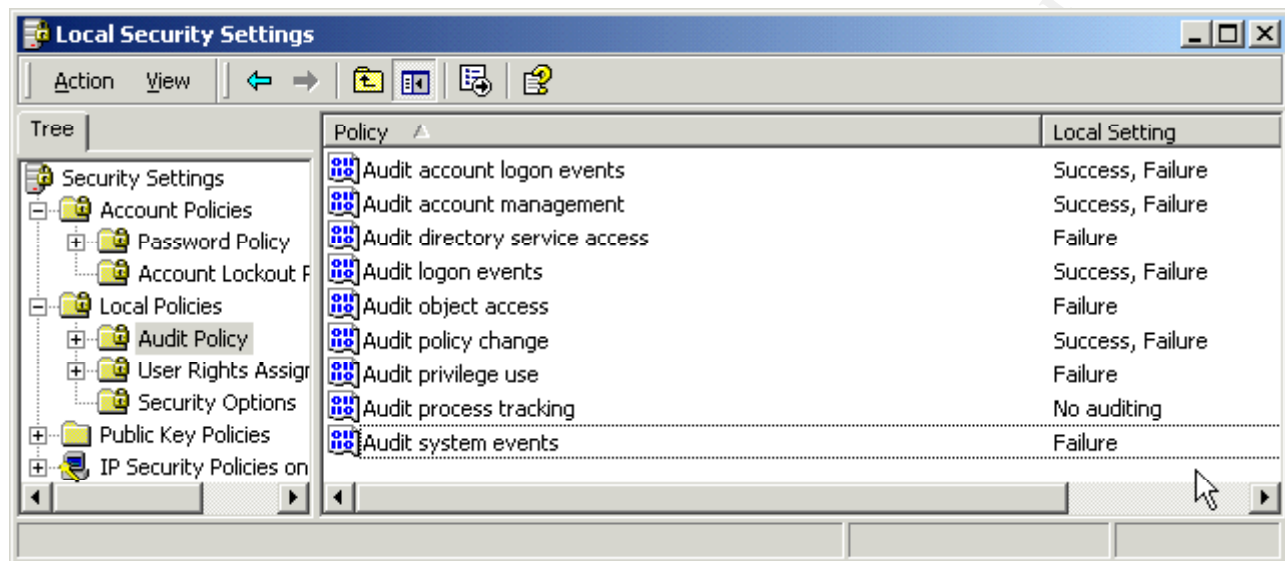 Local Security Settings
Action View
Tree
Security Settings
Account Policies
Password Policy
Account Lockout P
Local Policies
Audit Policy
User Rights Assign
Security Options
Public Key Policies
IP Security Policies on
Policy Local Setting
Audit account logon events Success, Failure
Audit account management Success, Failure
Audit directory service access Failure
Audit logon events Success, Failure
Audit object access Failure
Audit policy change Success, Failure
Audit privilege use Failure
Audit process tracking No auditing
Audit system events Failure